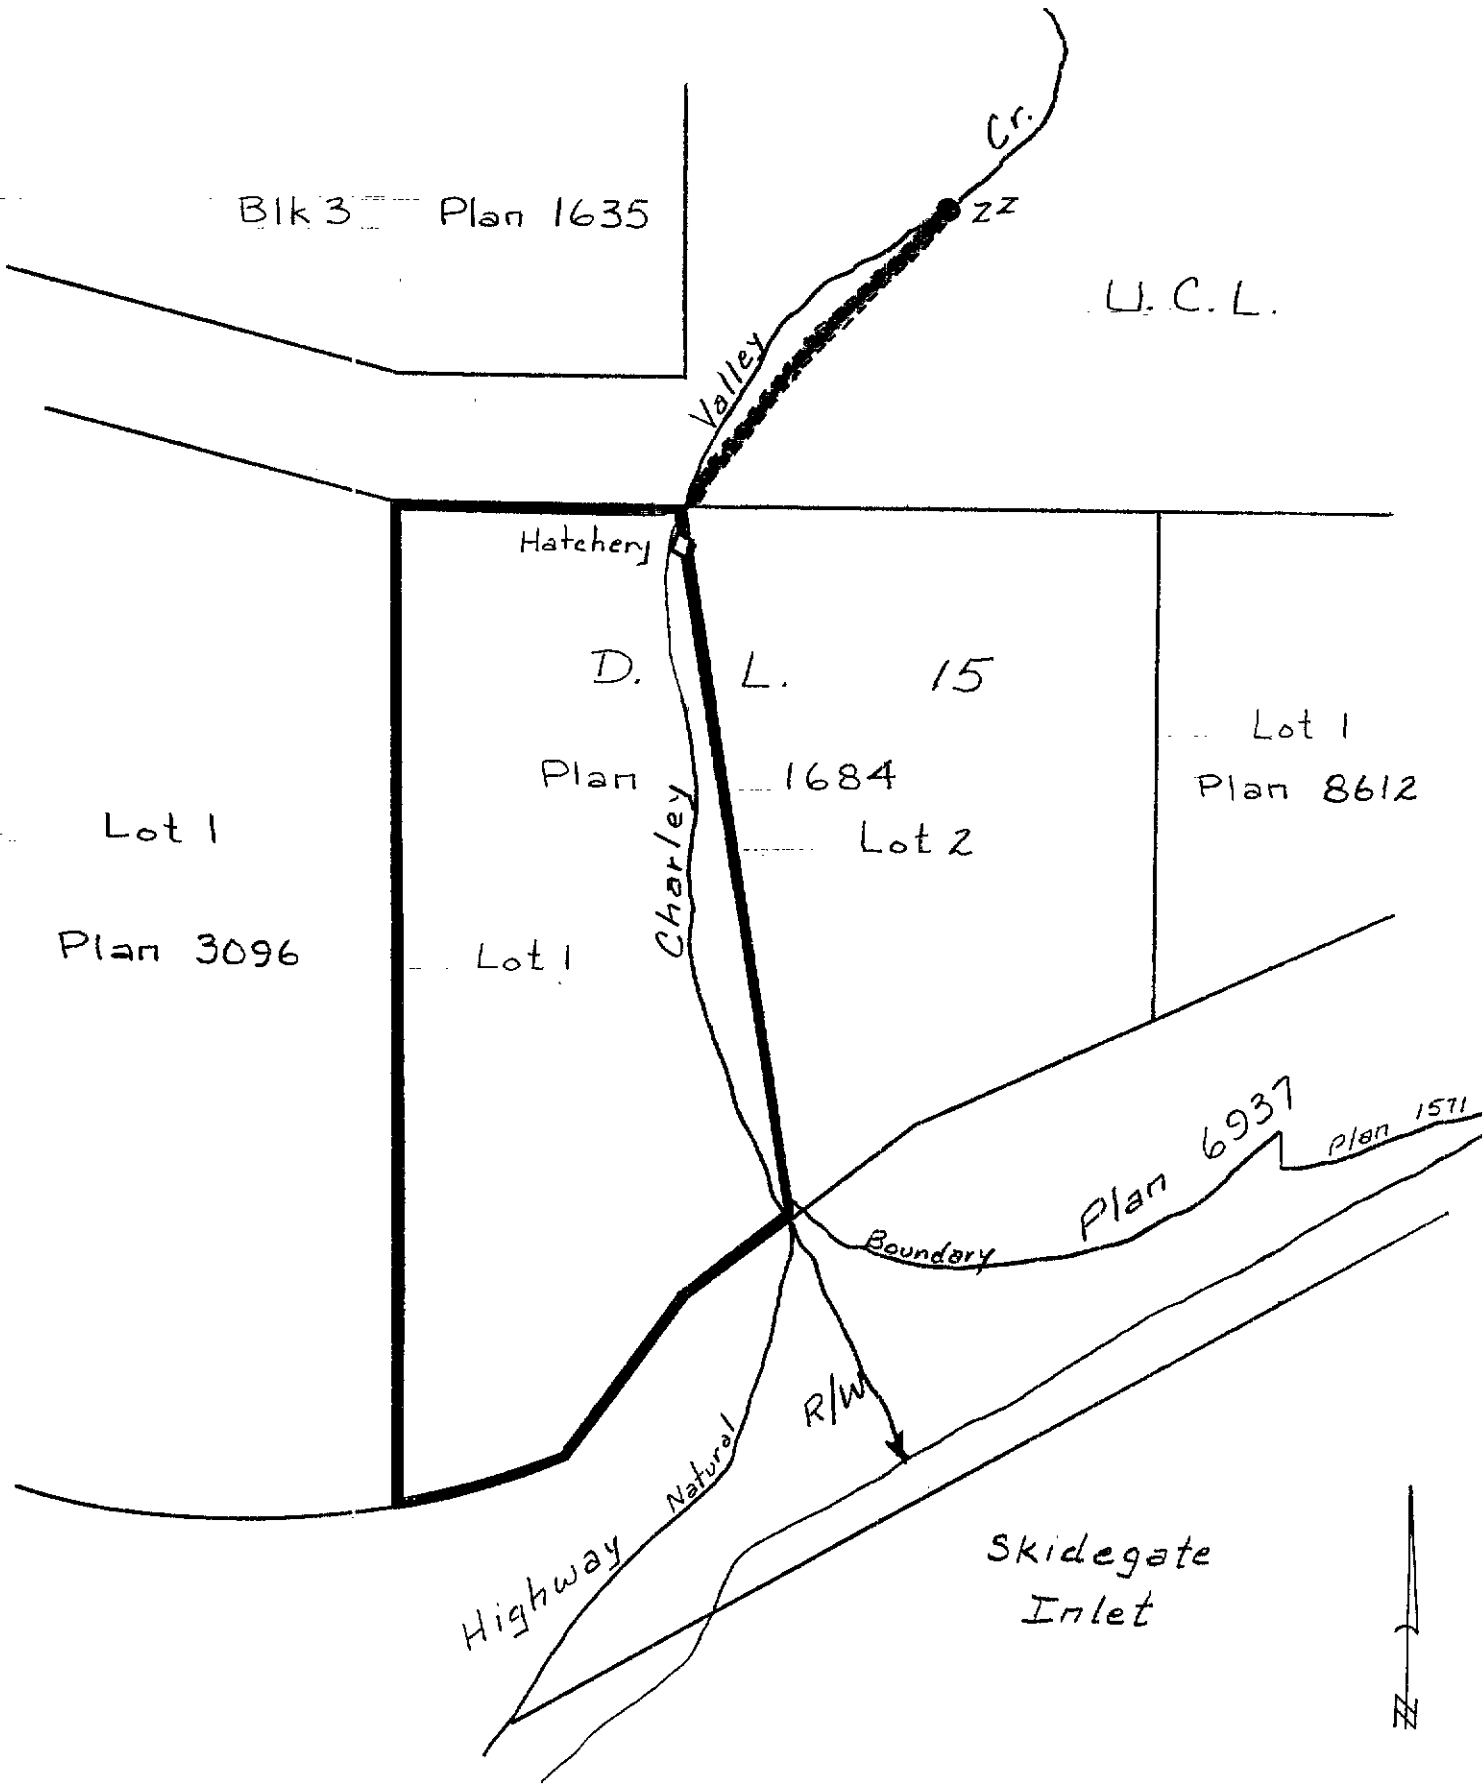 Cr.
Blk 3 Plan 1635
ZZ
U.C.L.
Valley
Hatchery
D. L. 15
Lot 1
Plan 1684
Plan 8612
Lot 1
Lot 2
Charley
Plan 3096
Lot 1
Plan 6937
Plan 1571
Boundary
R/W
Natural
Highway
Skidegate
Inlet
N